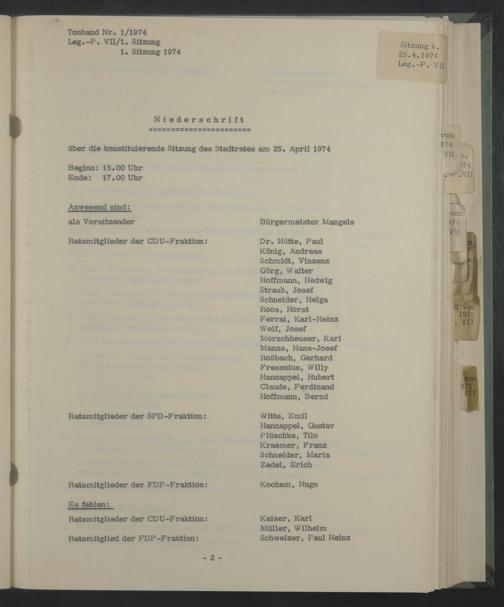 Tonband Nr. 1/1974
Leg.-P. VII/1. Sitzung
1. Sitzung 1974
Sitzung v.
25.4.1974
Leg.-P. VII
Niederschrift
über die konstituierende Sitzung des Stadtrates am 25. April 1974
Beginn: 15.00 Uhr
Ende: 17.00 Uhr
Anwesend sind:
als Vorsitzender Bürgermeister Mangels
Ratsmitglieder der CDU-Fraktion: Dr. Hütte, Paul
König, Andreas
Schmidt, Vinzenz
Görg, Walter
Hoffmann, Hedwig
Straub, Josef
Schneider, Helga
Roos, Horst
Ferrai, Karl-Heinz
Wolf, Josef
Morschheuser, Karl
Manns, Hans-Josef
Roßbach, Gerhard
Fresenius, Willy
Hannappel, Hubert
Claude, Ferdinand
Hoffmann, Bernd
Ratsmitglieder der SPD-Fraktion: Witte, Emil
Hannappel, Gustav
Plüschke, Tilo
Kraemer, Franz
Schneider, Maria
Zedel, Erich
Ratsmitglieder der FDP-Fraktion: Kochem, Hugo
Es fehlen:
Ratsmitglieder der CDU-Fraktion: Kaiser, Karl
Müller, Wilhelm
Ratsmitglied der FDP-Fraktion: Schweizer, Paul Heinz
- 2 -